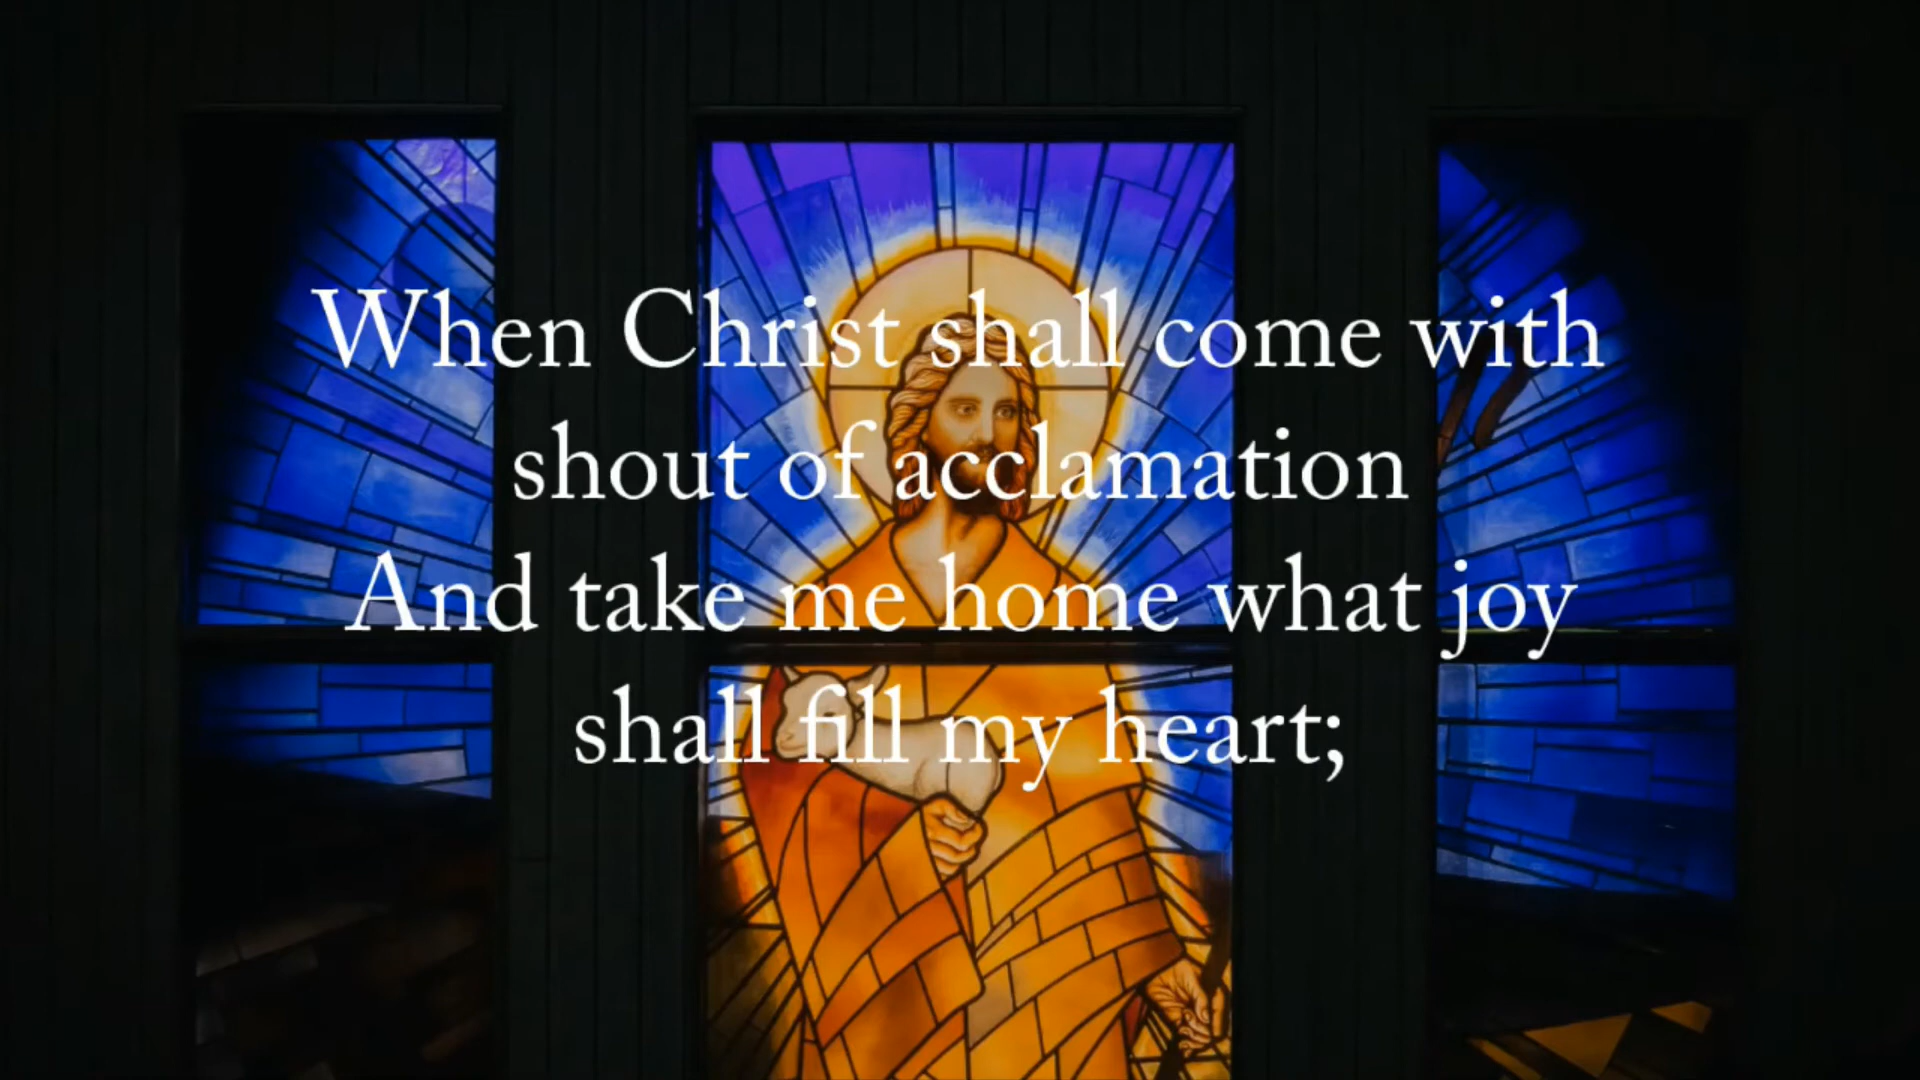 When Christ shall come with
shout of acclamation
And take me home what joy
shall fill my heart;